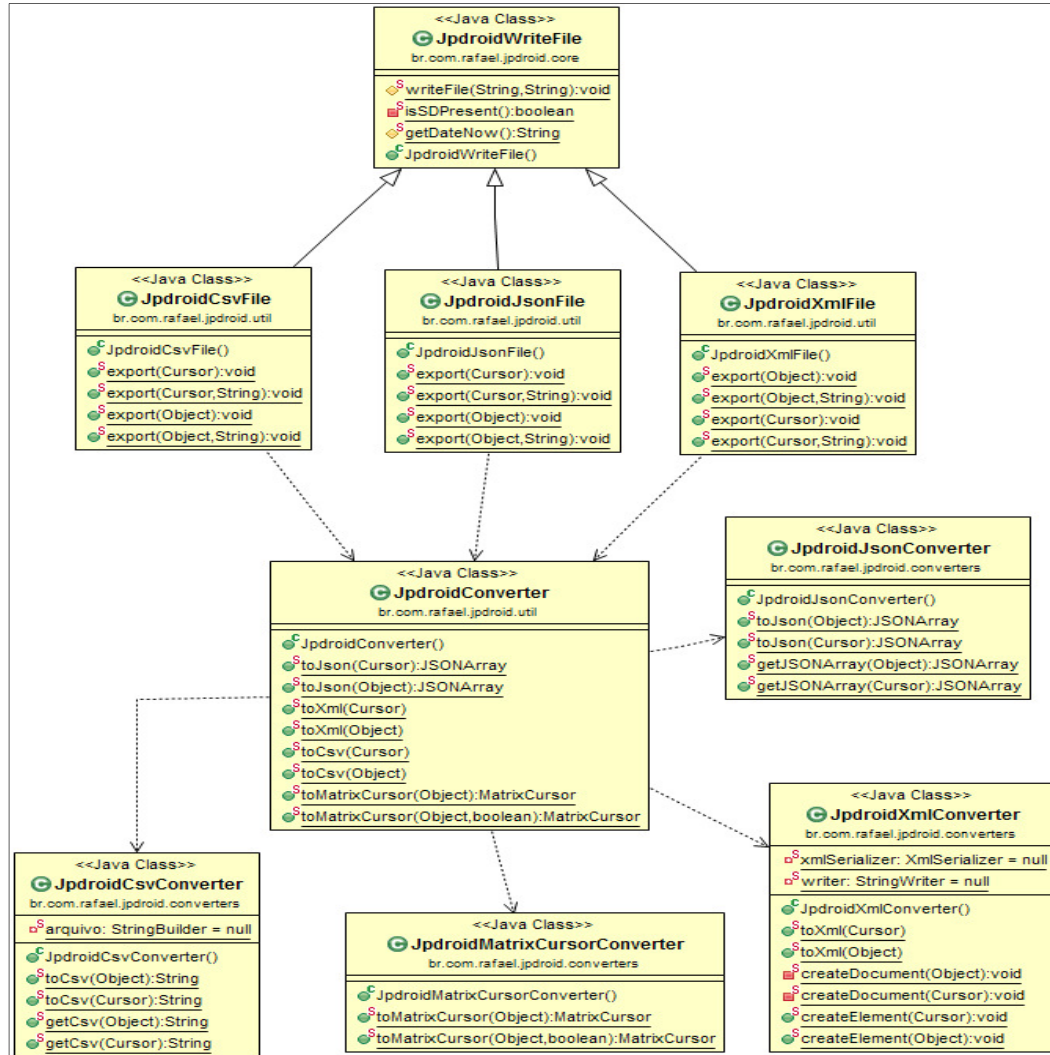 <<Java Class>>
JpdroidWriteFile
br.com.rafael.jpdroid.core
writeFile(String,String):void
isSDPresent():boolean
getDateNow():String
JpdroidWriteFile()
<<Java Class>>
JpdroidCsvFile
br.com.rafael.jpdroid.util
JpdroidCsvFile()
export(Cursor):void
export(Cursor,String):void
export(Object):void
export(Object,String):void
<<Java Class>>
JpdroidJsonFile
br.com.rafael.jpdroid.util
JpdroidJsonFile()
export(Cursor):void
export(Cursor,String):void
export(Object):void
export(Object,String):void
<<Java Class>>
JpdroidXmlFile
br.com.rafael.jpdroid.util
JpdroidXmlFile()
export(Object):void
export(Object,String):void
export(Cursor):void
export(Cursor,String):void
<<Java Class>>
JpdroidJsonConverter
br.com.rafael.jpdroid.converters
JpdroidJsonConverter()
toJson(Object):JSONArray
toJson(Cursor):JSONArray
getJSONArray(Object):JSONArray
getJSONArray(Cursor):JSONArray
<<Java Class>>
JpdroidConverter
br.com.rafael.jpdroid.util
JpdroidConverter()
toJson(Cursor):JSONArray
toJson(Object):JSONArray
toXml(Cursor)
toXml(Object)
toCsv(Cursor)
toCsv(Object)
toMatrixCursor(Object):MatrixCursor
toMatrixCursor(Object,boolean):MatrixCursor
<<Java Class>>
JpdroidXmlConverter
br.com.rafael.jpdroid.converters
xmlSerializer: XmlSerializer = null
writer: StringWriter = null
JpdroidXmlConverter()
toXml(Cursor)
toXml(Object)
createDocument(Object):void
createDocument(Cursor):void
createElement(Cursor):void
createElement(Object):void
<<Java Class>>
JpdroidCsvConverter
br.com.rafael.jpdroid.converters
arquivo: StringBuilder = null
JpdroidCsvConverter()
toCsv(Object):String
toCsv(Cursor):String
getCsv(Object):String
getCsv(Cursor):String
<<Java Class>>
JpdroidMatrixCursorConverter
br.com.rafael.jpdroid.converters
JpdroidMatrixCursorConverter()
toMatrixCursor(Object):MatrixCursor
toMatrixCursor(Object,boolean):MatrixCursor